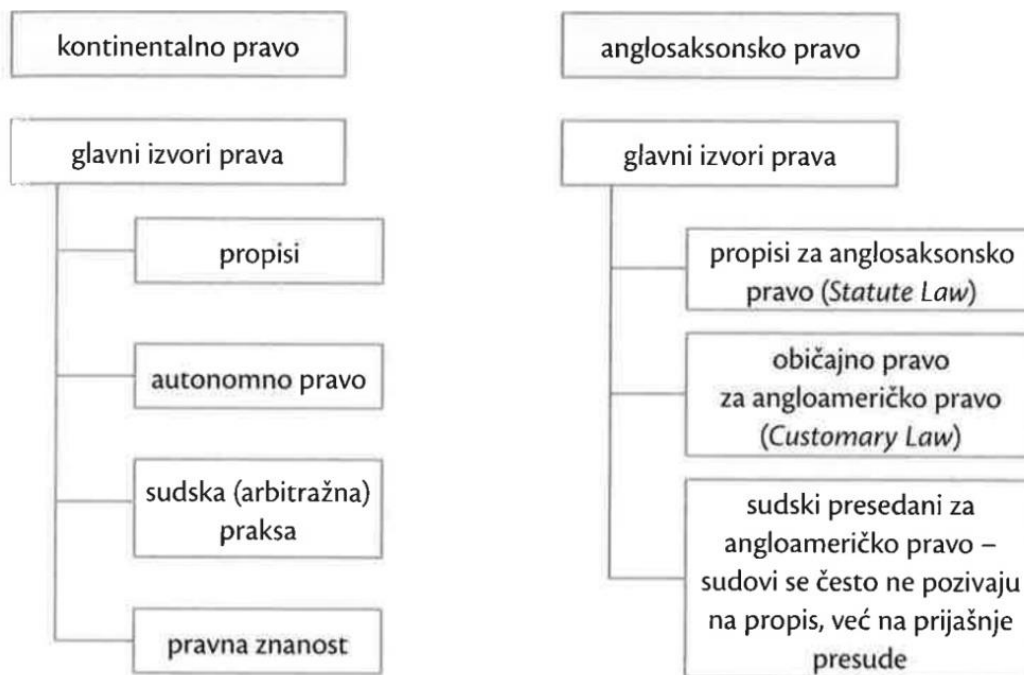 kontinentalno pravo
glavni izvori prava
propisi
autonomno pravo
sudska (arbitražna)
praksa
pravna znanost
anglosaksonsko pravo
glavni izvori prava
propisi za anglosaksonsko
pravo (Statute Law)
običajno pravo
za angloameričko pravo
(Customary Law)
sudski presedani za
angloameričko pravo –
sudovi se često ne pozivaju
na propis, već na prijašnje
presude